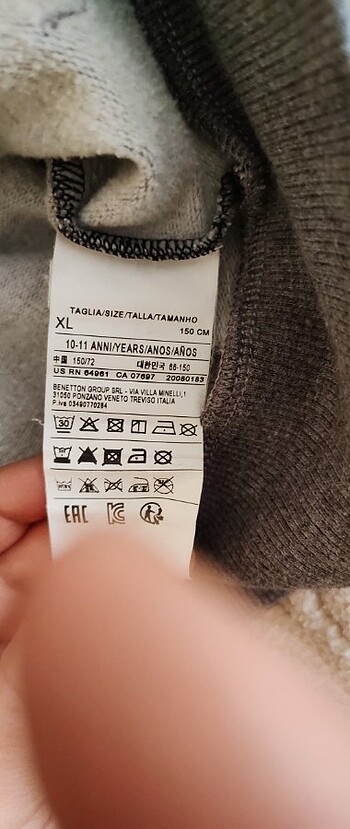 TAGLIA/SIZE/TALLA/TAMANHO
XL
150 CM
10-11 ANNI/YEARS/ANOS/AÑOS
中国 150/72 대한민국 66-150
US RN 64961 CA 07697 20080183
BENETTON GROUP SRL - VIA VILLA MINELLI,1
31050 PONZANO VENETO TREVISO ITALIA
P.iva 03490770264
30
EAC